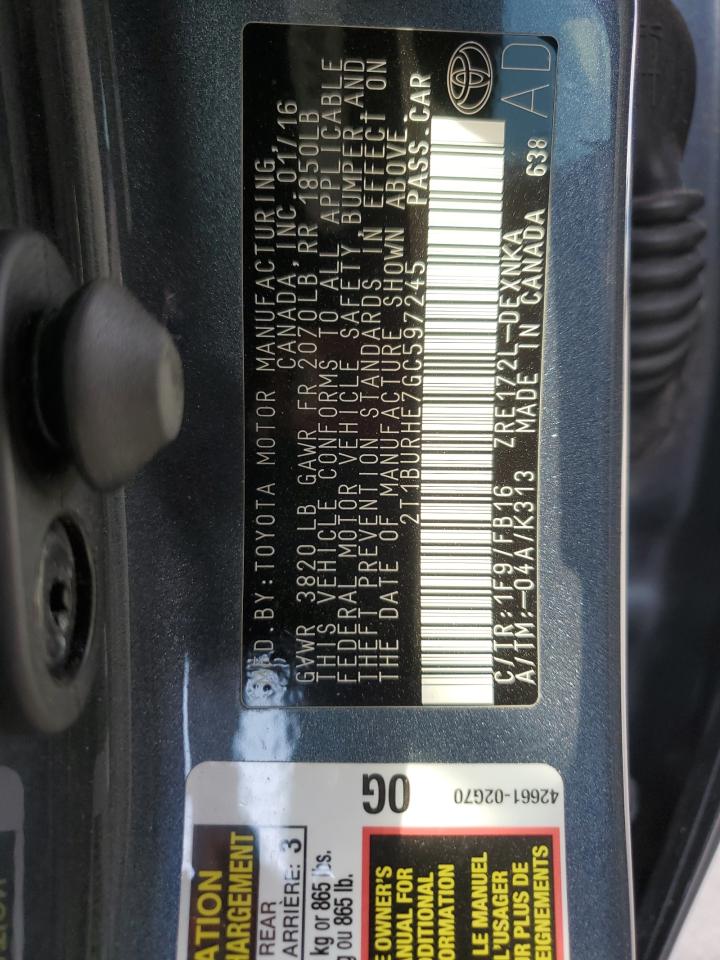 MFD.BY:TOYOTA MOTOR MANUFACTURING,
CANADA, INC. 01/16
GVWR 3820 LB GAWR FR 2070LB, RR 1850LB
THIS VEHICLE CONFORMS TO ALL APPLICABLE
FEDERAL MOTOR VEHICLE SAFETY,BUMPER,AND
THEFT PREVENTION STANDARDS IN EFFECT ON
THE DATE OF MANUFACTURE SHOWN ABOVE.
2T1BURHE7GC597245 PASS.CAR
C/TR:1F9/FB16 ZRE172L-DEXNKA
A/TM:-04A/K313 MADE IN CANADA 638
AD
OG
42661-02G70
ATION
HARGEMENT
REAR
ARRIÈRE: 3
kg or 865 lbs.
g ou 865 lb.
E OWNER'S
ANUAL FOR
DDITIONAL
ORMATION
LE MANUEL
L'USAGER
UR PLUS DE
EIGNEMENTS